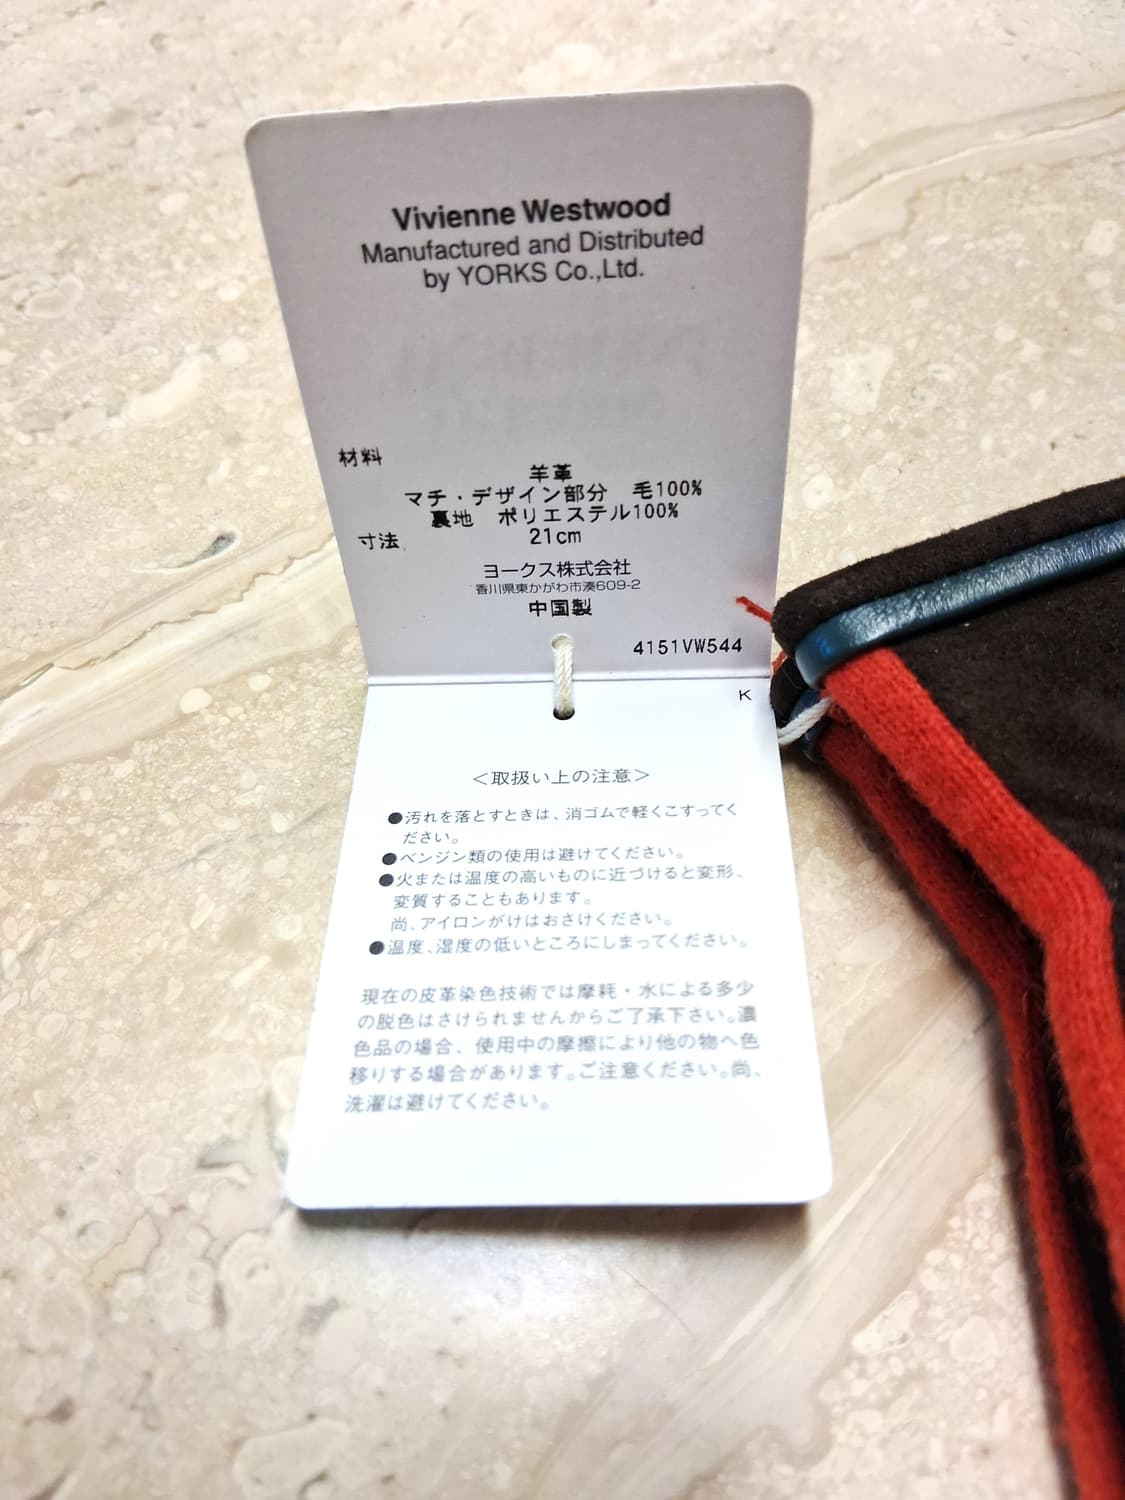 Vivienne Westwood
Manufactured and Distributed
by YORKS Co.,Ltd.
材料
羊革
マチ・デザイン部分 毛100%
裏地 ポリエステル100%
寸法 21cm
ヨークス株式会社
香川県東かがわ市湊609-2
中国製
4151VW544
K
＜取扱い上の注意＞
●汚れを落とすときは、消ゴムで軽くこすってく
ださい。
●ベンジン類の使用は避けてください。
●火または温度の高いものに近づけると変形、
変質することもあります。
尚、アイロンがけはおさけください。
●温度、湿度の低いところにしまってください。
現在の皮革染色技術では摩耗・水による多少
の脱色はさけられませんからご了承下さい。濃
色品の場合、使用中の摩擦により他の物へ色
移りする場合があります。ご注意ください。尚、
洗濯は避けてください。